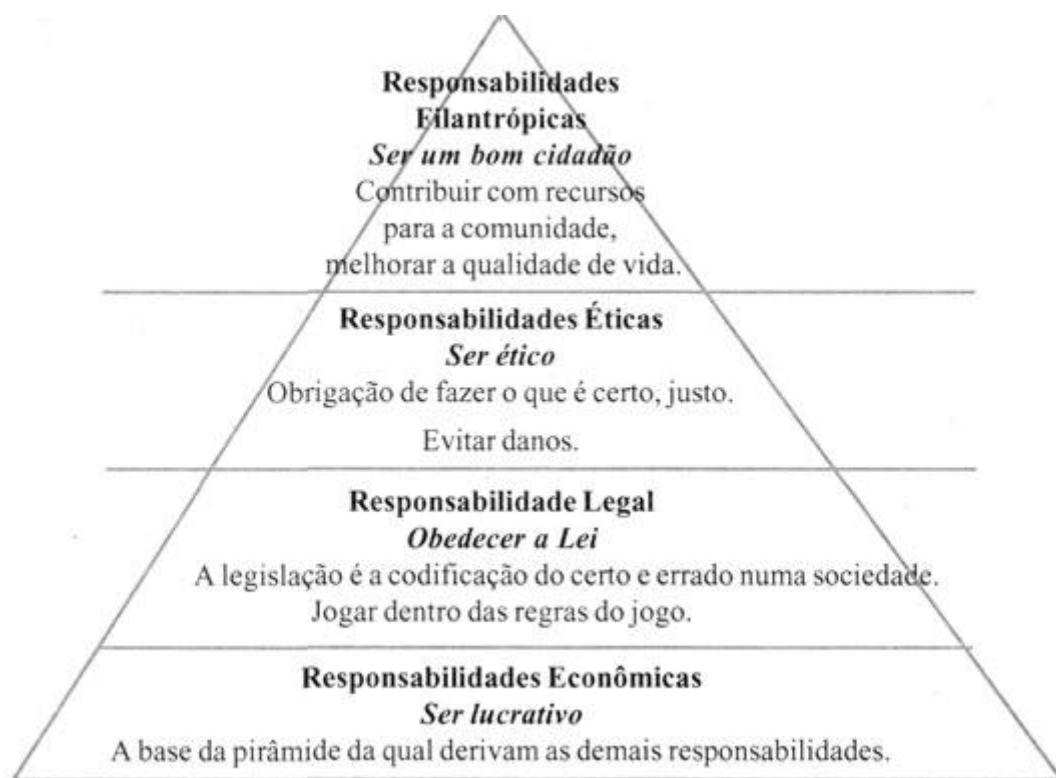 Responsabilidades
Filantrópicas
Ser um bom cidadão
Contribuir com recursos
para a comunidade,
melhorar a qualidade de vida.
Responsabilidades Éticas
Ser ético
Obrigação de fazer o que é certo, justo.
Evitar danos.
Responsabilidade Legal
Obedecer a Lei
A legislação é a codificação do certo e errado numa sociedade.
Jogar dentro das regras do jogo.
Responsabilidades Econômicas
Ser lucrativo
A base da pirâmide da qual derivam as demais responsabilidades.